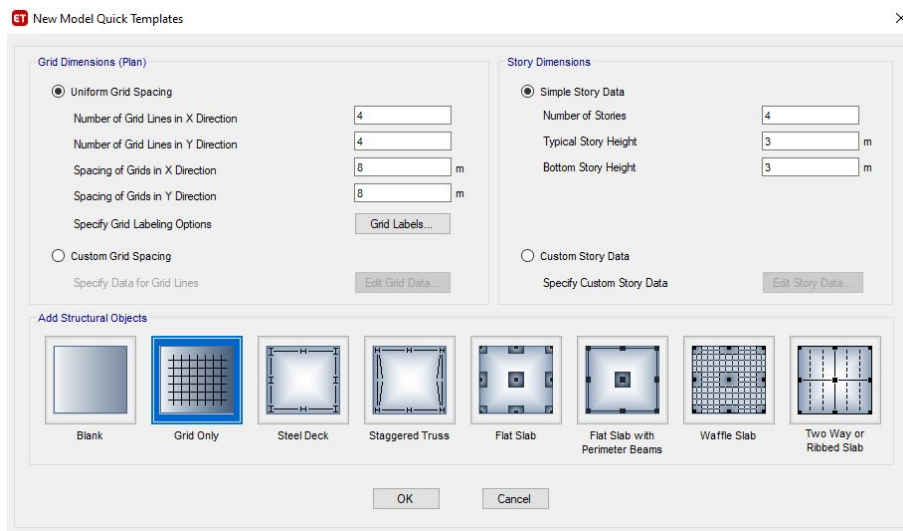 ET New Model Quick Templates
Grid Dimensions (Plan)
Uniform Grid Spacing
Number of Grid Lines in X Direction 4
Number of Grid Lines in Y Direction 4
Spacing of Grids in X Direction 8 m
Spacing of Grids in Y Direction 8 m
Specify Grid Labeling Options Grid Labels...
Custom Grid Spacing
Specify Data for Grid Lines Edit Grid Data...
Story Dimensions
Simple Story Data
Number of Stories 4
Typical Story Height 3 m
Bottom Story Height 3 m
Custom Story Data
Specify Custom Story Data Edit Story Data...
Add Structural Objects
Blank
Grid Only
Steel Deck
Staggered Truss
Flat Slab
Flat Slab with
Perimeter Beams
Waffle Slab
Two Way or
Ribbed Slab
OK Cancel